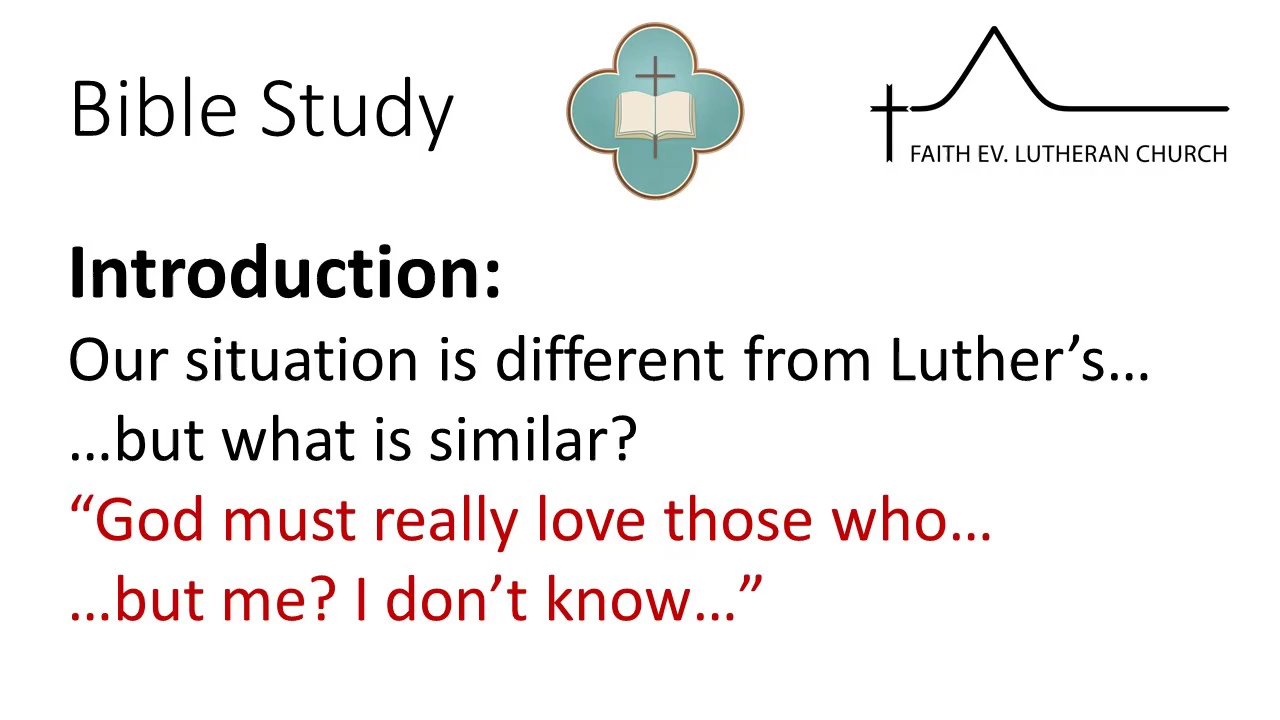 Bible Study
FAITH EV. LUTHERAN CHURCH
Introduction:
Our situation is different from Luther’s…
…but what is similar?
“God must really love those who…
…but me? I don’t know…”